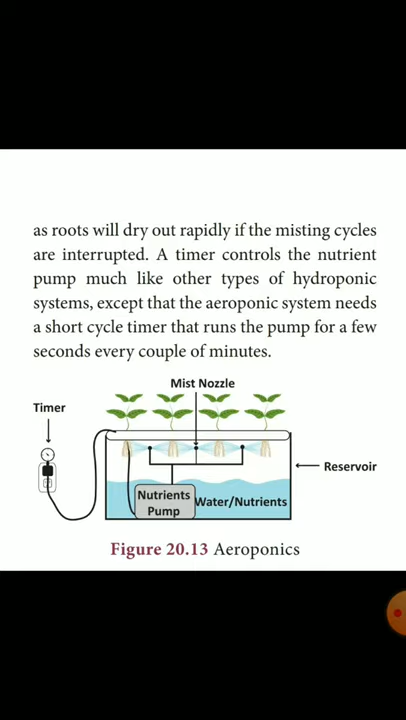 as roots will dry out rapidly if the misting cycles
are interrupted. A timer controls the nutrient
pump much like other types of hydroponic
systems, except that the aeroponic system needs
a short cycle timer that runs the pump for a few
seconds every couple of minutes.
Mist Nozzle
Timer
Reservoir
Nutrients
Pump
Water/Nutrients
Figure 20.13 Aeroponics